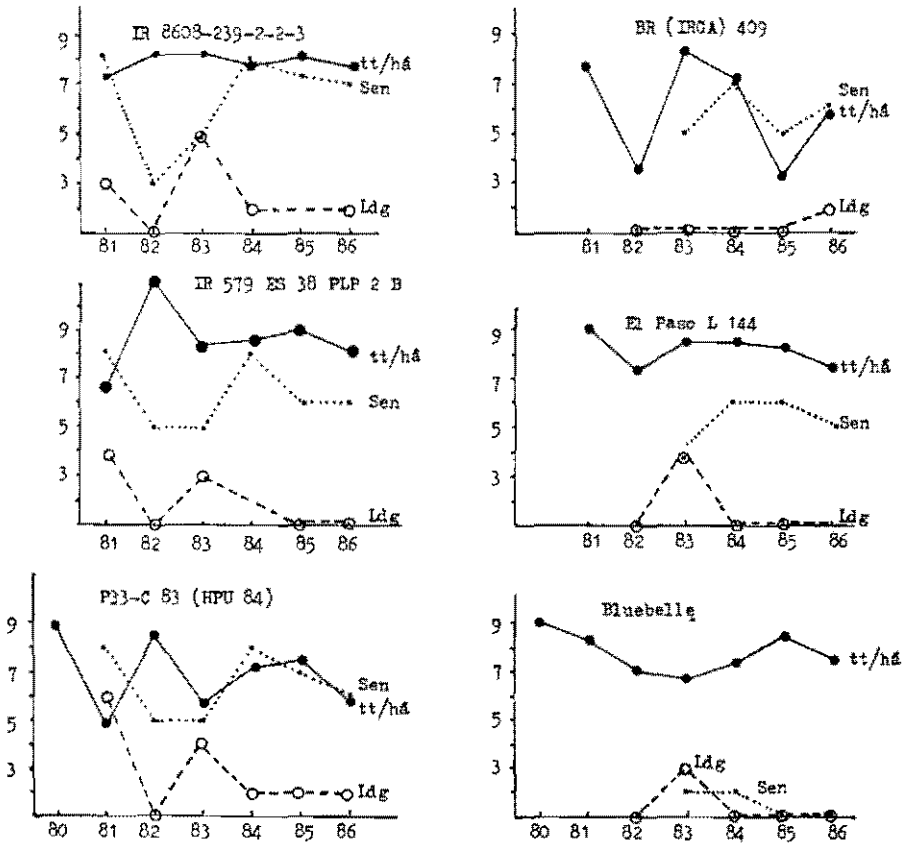 IR 8608-239-2-2-3
9
7
5
3
tt/há
Sen
Ldg
81 82 83 84 85 86
BR (IRGA) 409
9
7
5
3
Sen
tt/há
Ldg
81 82 83 84 85 86
IR 579 ES 38 PLP 2 B
9
7
5
3
tt/há
Sen
Ldg
81 82 83 84 85 86
El Paso L 144
9
7
5
3
tt/há
Sen
Ldg
81 82 83 84 85 86
P33-C 83 (HPU 84)
9
7
5
3
Sen
tt/há
Ldg
80 81 82 83 84 85 86
Bluebelle
9
7
5
3
tt/há
Ldg
Sen
80 81 82 83 84 85 86